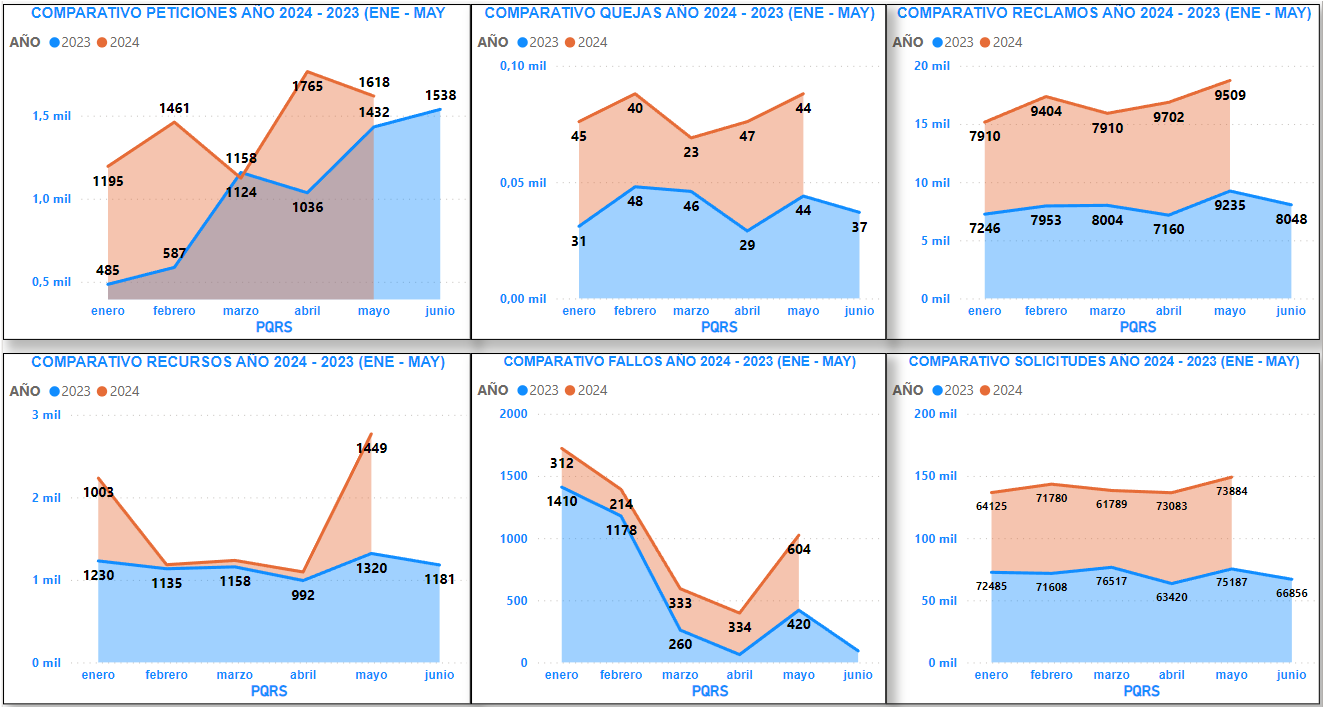 COMPARATIVO PETICIONES AÑO 2024 - 2023 (ENE - MAY
AÑO 2023 2024
1,5 mil
1,0 mil
0,5 mil
1195
1461
1124
1765
1618
485
587
1158
1036
1432
1538
enero febrero marzo abril mayo junio
PQRS
COMPARATIVO QUEJAS AÑO 2024 - 2023 (ENE - MAY)
AÑO 2023 2024
0,10 mil
0,05 mil
0,00 mil
45
40
23
47
44
31
48
46
29
44
37
enero febrero marzo abril mayo junio
PQRS
COMPARATIVO RECLAMOS AÑO 2024 - 2023 (ENE - MAY)
AÑO 2023 2024
20 mil
15 mil
10 mil
5 mil
0 mil
7910
9404
7910
9702
9509
7246
7953
8004
7160
9235
8048
enero febrero marzo abril mayo junio
PQRS
COMPARATIVO RECURSOS AÑO 2024 - 2023 (ENE - MAY)
AÑO 2023 2024
3 mil
2 mil
1 mil
0 mil
1003
1449
1230
1135
1158
992
1320
1181
enero febrero marzo abril mayo junio
PQRS
COMPARATIVO FALLOS AÑO 2024 - 2023 (ENE - MAY)
AÑO 2023 2024
2000
1500
1000
500
0
312
214
333
334
604
1410
1178
260
420
enero febrero marzo abril mayo junio
PQRS
COMPARATIVO SOLICITUDES AÑO 2024 - 2023 (ENE - MAY)
AÑO 2023 2024
200 mil
150 mil
100 mil
50 mil
0 mil
64125
71780
61789
73083
73884
72485
71608
76517
63420
75187
66856
enero febrero marzo abril mayo junio
PQRS